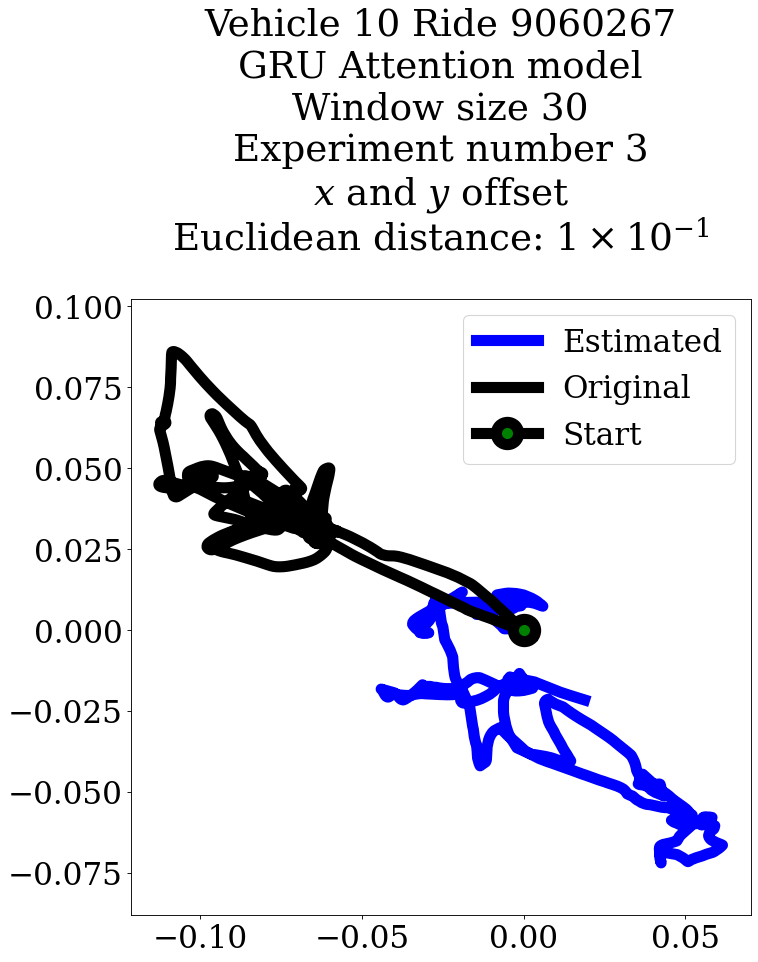 Vehicle 10 Ride 9060267
GRU Attention model
Window size 30
Experiment number 3
x and y offset
Euclidean distance: 1 × 10⁻¹
Estimated
Original
Start
0.100
0.075
0.050
0.025
0.000
−0.025
−0.050
−0.075
−0.10
−0.05
0.00
0.05